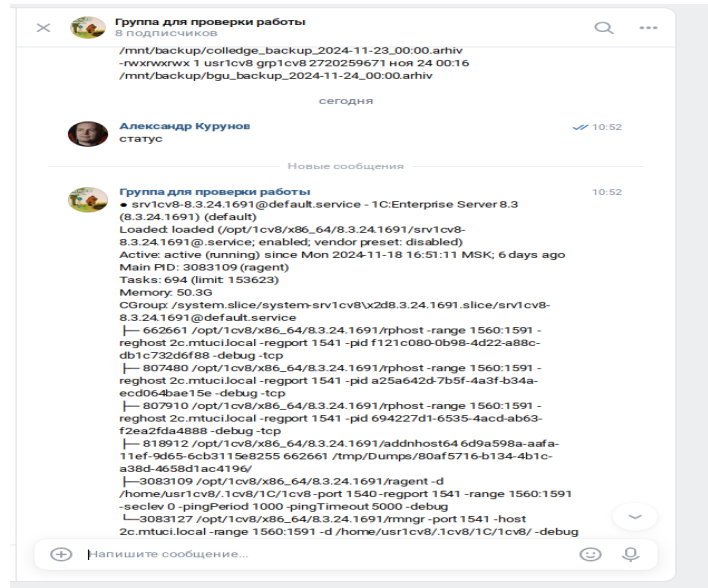 Группа для проверки работы
8 подписчиков
/mnt/backup/colledge_backup_2024-11-23_00:00.arhiv
-rwxrwxrwx 1 usr1cv8 grp1cv8 2720259671 ноя 24 00:16
/mnt/backup/bgu_backup_2024-11-24_00:00.arhiv
сегодня
Александр Курунов 10:52
статус
Новые сообщения
Группа для проверки работы 10:52
● srv1cv8-8.3.24.1691@default.service - 1C:Enterprise Server 8.3
(8.3.24.1691) (default)
Loaded: loaded (/opt/1cv8/x86_64/8.3.24.1691/srv1cv8-
8.3.24.1691@.service; enabled; vendor preset: disabled)
Active: active (running) since Mon 2024-11-18 16:51:11 MSK; 6 days ago
Main PID: 3083109 (ragent)
Tasks: 694 (limit: 153623)
Memory: 50.3G
CGroup: /system.slice/system-srv1cv8\x2d8.3.24.1691.slice/srv1cv8-
8.3.24.1691@default.service
├─ 662661 /opt/1cv8/x86_64/8.3.24.1691/rphost -range 1560:1591 -
reghost 2c.mtuci.local -regport 1541 -pid f121c080-0b98-4d22-a88c-
db1c732d6f88 -debug -tcp
├─ 807480 /opt/1cv8/x86_64/8.3.24.1691/rphost -range 1560:1591 -
reghost 2c.mtuci.local -regport 1541 -pid a25a642d-7b5f-4a3f-b34a-
ecd064bae15e -debug -tcp
├─ 807910 /opt/1cv8/x86_64/8.3.24.1691/rphost -range 1560:1591 -
reghost 2c.mtuci.local -regport 1541 -pid 694227d1-6535-4acd-ab63-
f2ea2fda4888 -debug -tcp
├─ 818912 /opt/1cv8/x86_64/8.3.24.1691/addnhost64 6d9a598a-aafa-
11ef-9d65-6cb3115e8255 662661 /tmp/Dumps/80af5716-b134-4b1c-
a38d-4658d1ac4196/
├─3083109 /opt/1cv8/x86_64/8.3.24.1691/ragent -d
/home/usr1cv8/.1cv8/1C/1cv8 -port 1540 -regport 1541 -range 1560:1591
-seclev 0 -pingPeriod 1000 -pingTimeout 5000 -debug
└─3083127 /opt/1cv8/x86_64/8.3.24.1691/rmngr -port 1541 -host
2c.mtuci.local -range 1560:1591 -d /home/usr1cv8/.1cv8/1C/1cv8/ -debug
Напишите сообщение...